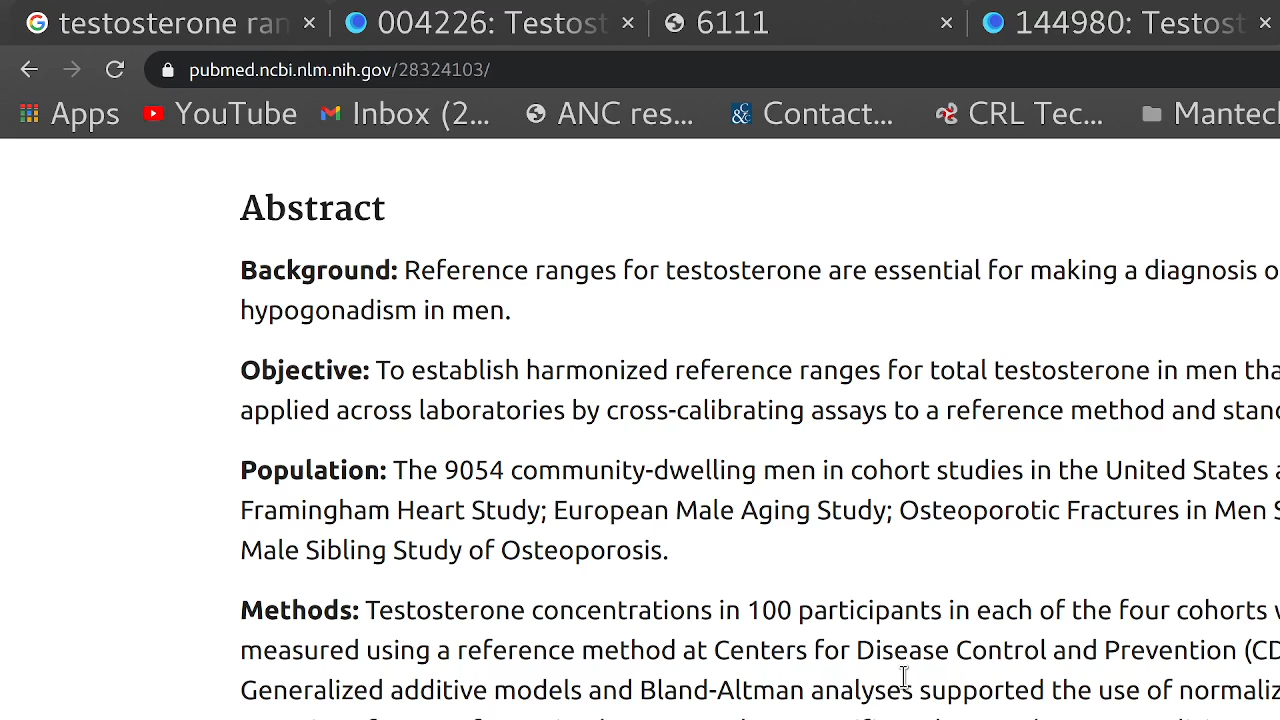 testosterone ran
004226: Testost
6111
144980: Testost
pubmed.ncbi.nlm.nih.gov/28324103/
Apps YouTube Inbox (2... ANC res... Contact... CRL Tec... Mantech
Abstract
Background: Reference ranges for testosterone are essential for making a diagnosis o
hypogonadism in men.
Objective: To establish harmonized reference ranges for total testosterone in men tha
applied across laboratories by cross-calibrating assays to a reference method and stand
Population: The 9054 community-dwelling men in cohort studies in the United States a
Framingham Heart Study; European Male Aging Study; Osteoporotic Fractures in Men S
Male Sibling Study of Osteoporosis.
Methods: Testosterone concentrations in 100 participants in each of the four cohorts w
measured using a reference method at Centers for Disease Control and Prevention (CD
Generalized additive models and Bland-Altman analyses supported the use of normaliz